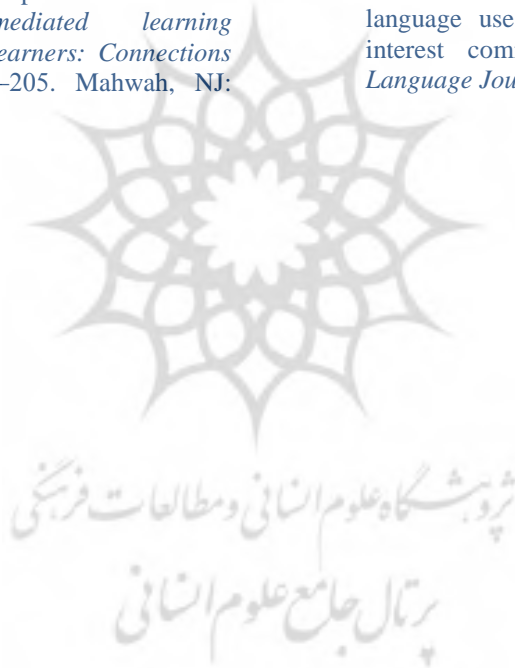 mediated learning
earners: Connections
–205. Mahwah, NJ:
language use
interest com
Language Jou
پژوهشگاه علوم انسانی و مطالعات فرهنگی
پرتال جامع علوم انسانی